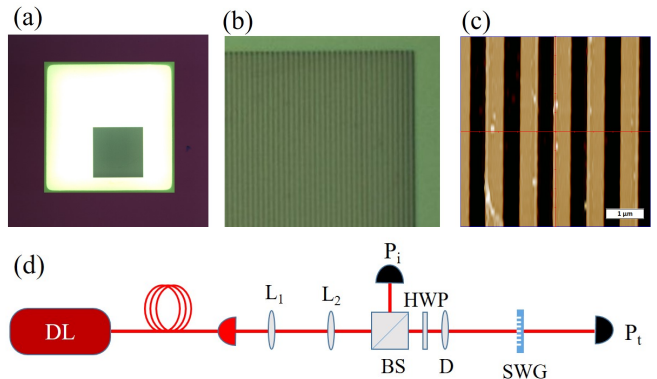 (a)
(b)
(c)
1 μm
(d)
P_i
L_1
L_2
HWP
DL
BS
D
SWG
P_t